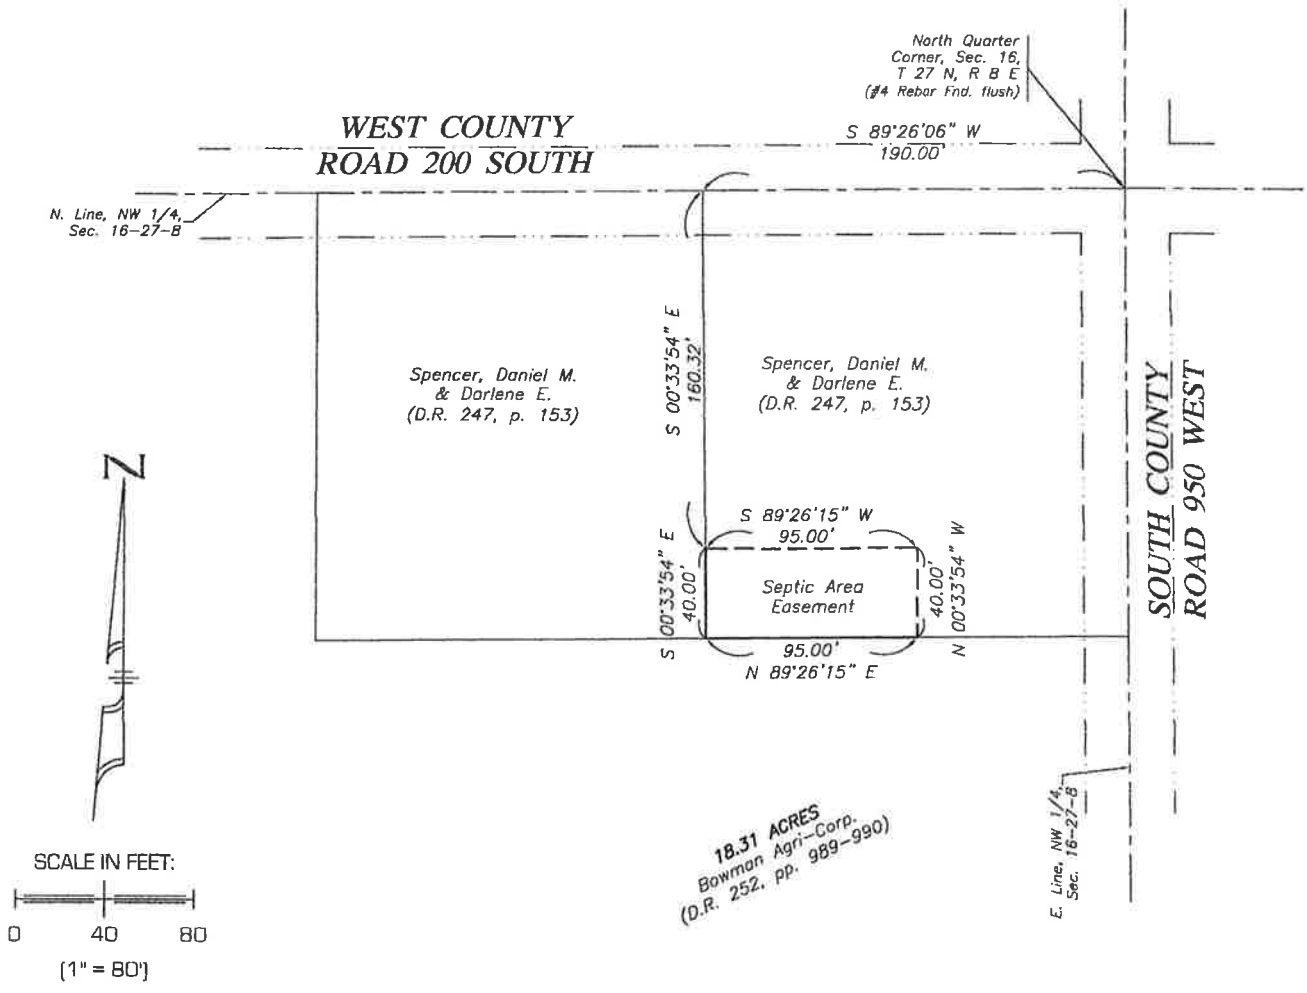 North Quarter
Corner, Sec. 16,
T 27 N, R 8 E
(#4 Rebar Fnd. flush)
WEST COUNTY
ROAD 200 SOUTH
S 89°26'06" W
190.00'
N. Line, NW 1/4,
Sec. 16-27-8
S 00°33'54" E
160.32'
Spencer, Daniel M.
& Darlene E.
(D.R. 247, p. 153)
Spencer, Daniel M.
& Darlene E.
(D.R. 247, p. 153)
SOUTH COUNTY
ROAD 950 WEST
N
S 89°26'15" W
95.00'
S 00°33'54" E
40.00'
Septic Area
Easement
40.00'
N 00°33'54" W
95.00'
N 89°26'15" E
18.31 ACRES
Bowman Agri-Corp.
(D.R. 252, pp. 989-990)
E. Line, NW 1/4,
Sec. 16-27-8
SCALE IN FEET:
0 40 80
(1" = 80')